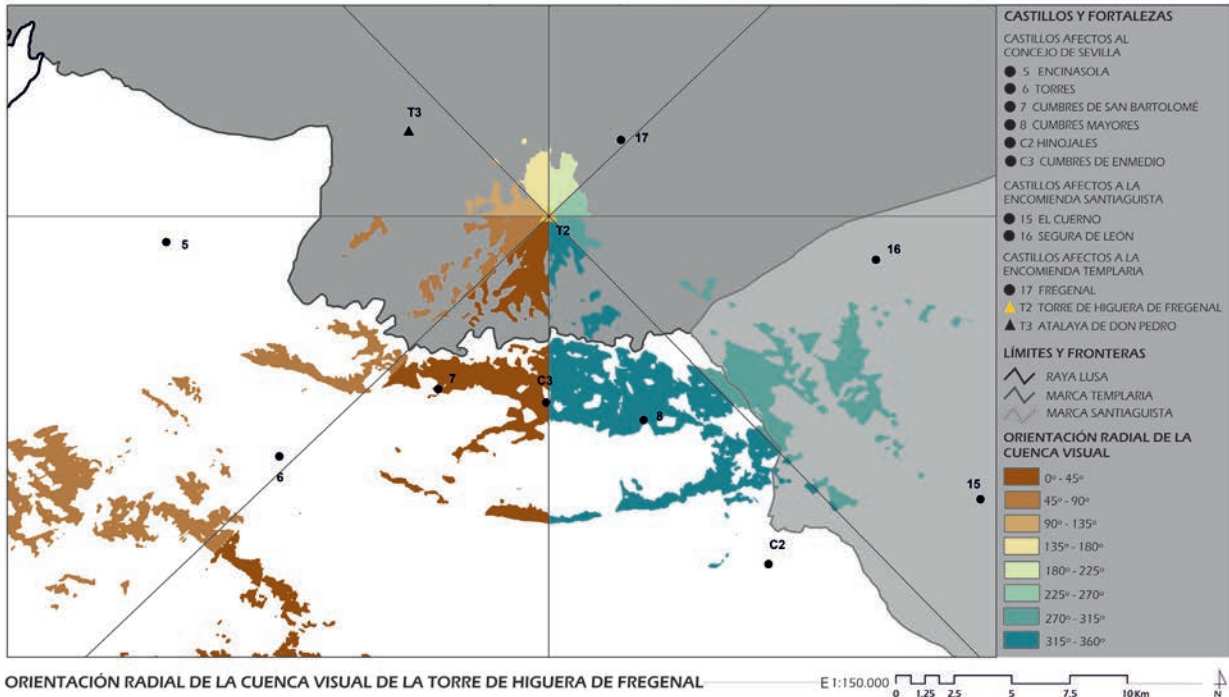 T3
17
T2
5
16
7
C3
8
6
15
C2
CASTILLOS Y FORTALEZAS
CASTILLOS AFECTOS AL
CONCEJO DE SEVILLA
5 ENCINASOLA
6 TORRES
7 CUMBRES DE SAN BARTOLOMÉ
8 CUMBRES MAYORES
C2 HINOJALES
C3 CUMBRES DE ENMEDIO
CASTILLOS AFECTOS A LA
ENCOMIENDA SANTIAGUISTA
15 EL CUERNO
16 SEGURA DE LEÓN
CASTILLOS AFECTOS A LA
ENCOMIENDA TEMPLARIA
17 FREGENAL
T2 TORRE DE HIGUERA DE FREGENAL
T3 ATALAYA DE DON PEDRO
LÍMITES Y FRONTERAS
RAYA LUSA
MARCA TEMPLARIA
MARCA SANTIAGUISTA
ORIENTACIÓN RADIAL DE LA
CUENCA VISUAL
0º - 45º
45º - 90º
90º - 135º
135º - 180º
180º - 225º
225º - 270º
270º - 315º
315º - 360º
ORIENTACIÓN RADIAL DE LA CUENCA VISUAL DE LA TORRE DE HIGUERA DE FREGENAL
E 1:150.000
0 1.25 2.5 5 7.5 10 Km